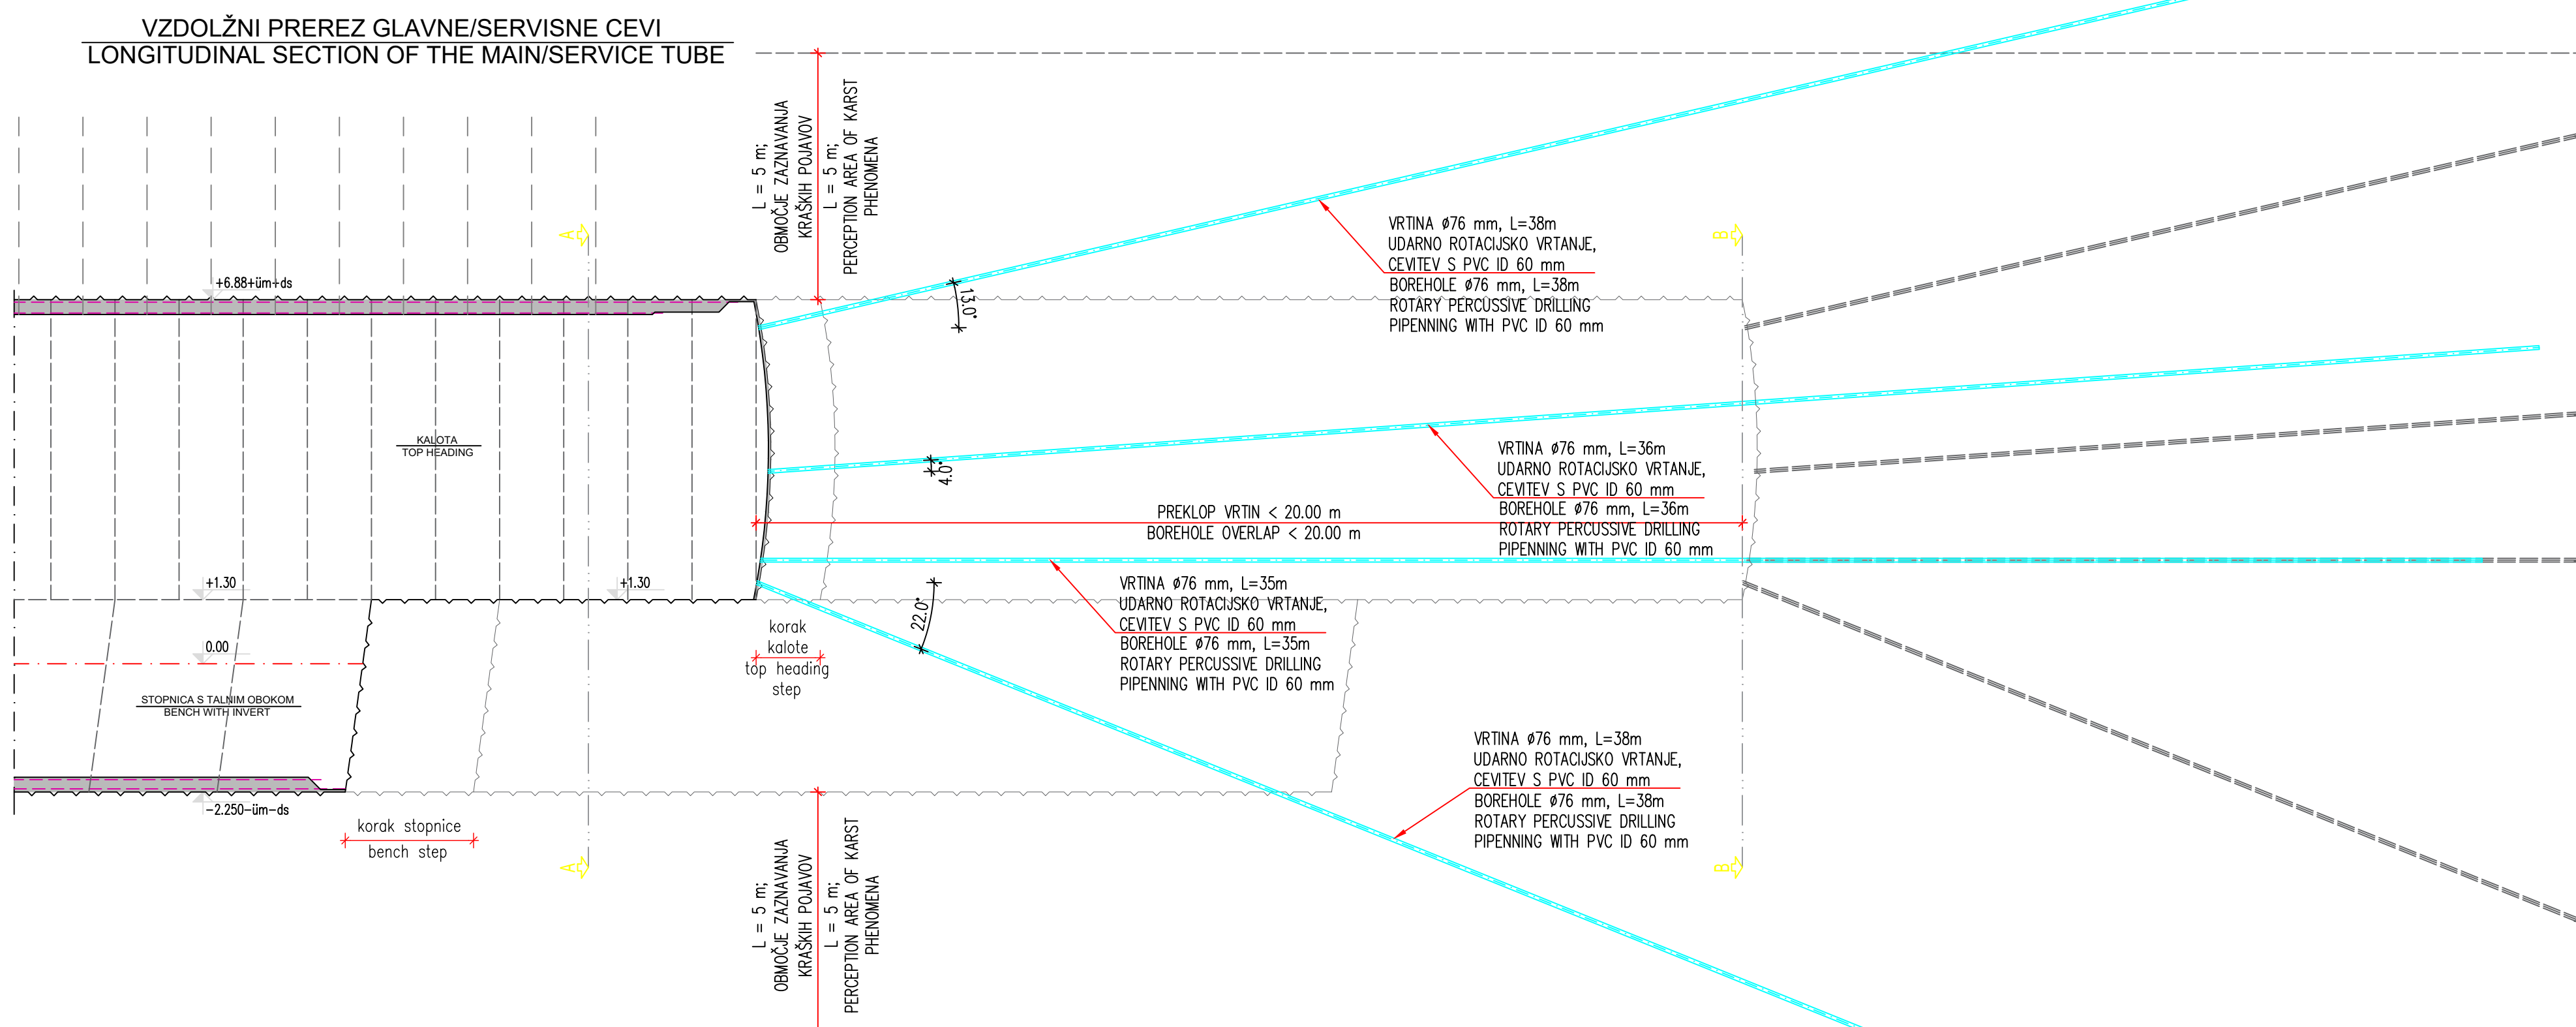 VZDOLŽNI PREREZ GLAVNE/SERVISNE CEVI
LONGITUDINAL SECTION OF THE MAIN/SERVICE TUBE
L = 5 m;
OBMOČJE ZAZNAVANJA
KRAŠKIH POJAVOV
L = 5 m;
PERCEPTION AREA OF KARST
PHENOMENA
A
B
+6.88+üm+ds
13.0°
VRTINA ø76 mm, L=38m
UDARNO ROTACIJSKO VRTANJE,
CEVITEV S PVC ID 60 mm
BOREHOLE ø76 mm, L=38m
ROTARY PERCUSSIVE DRILLING
PIPENNING WITH PVC ID 60 mm
KALOTA
TOP HEADING
4.0°
VRTINA ø76 mm, L=36m
UDARNO ROTACIJSKO VRTANJE,
CEVITEV S PVC ID 60 mm
BOREHOLE ø76 mm, L=36m
ROTARY PERCUSSIVE DRILLING
PIPENNING WITH PVC ID 60 mm
PREKLOP VRTIN < 20.00 m
BOREHOLE OVERLAP < 20.00 m
+1.30
+1.30
22.0°
VRTINA ø76 mm, L=35m
UDARNO ROTACIJSKO VRTANJE,
CEVITEV S PVC ID 60 mm
BOREHOLE ø76 mm, L=35m
ROTARY PERCUSSIVE DRILLING
PIPENNING WITH PVC ID 60 mm
korak
kalote
top heading
step
0.00
STOPNICA S TALNIM OBOKOM
BENCH WITH INVERT
-2.250-üm-ds
korak stopnice
bench step
VRTINA ø76 mm, L=38m
UDARNO ROTACIJSKO VRTANJE,
CEVITEV S PVC ID 60 mm
BOREHOLE ø76 mm, L=38m
ROTARY PERCUSSIVE DRILLING
PIPENNING WITH PVC ID 60 mm
A
B
L = 5 m;
OBMOČJE ZAZNAVANJA
KRAŠKIH POJAVOV
L = 5 m;
PERCEPTION AREA OF KARST
PHENOMENA